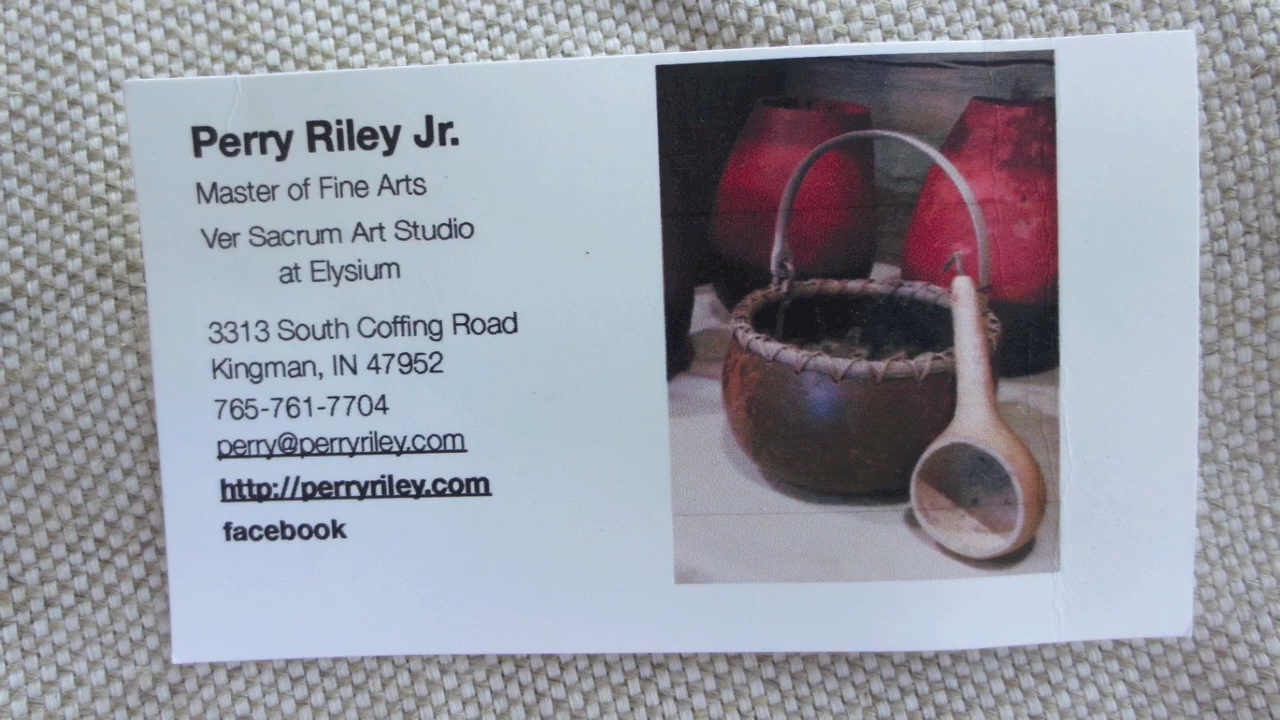 Perry Riley Jr.
Master of Fine Arts
Ver Sacrum Art Studio
at Elysium
3313 South Coffing Road
Kingman, IN 47952
765-761-7704
perry@perryriley.com
http://perryriley.com
facebook